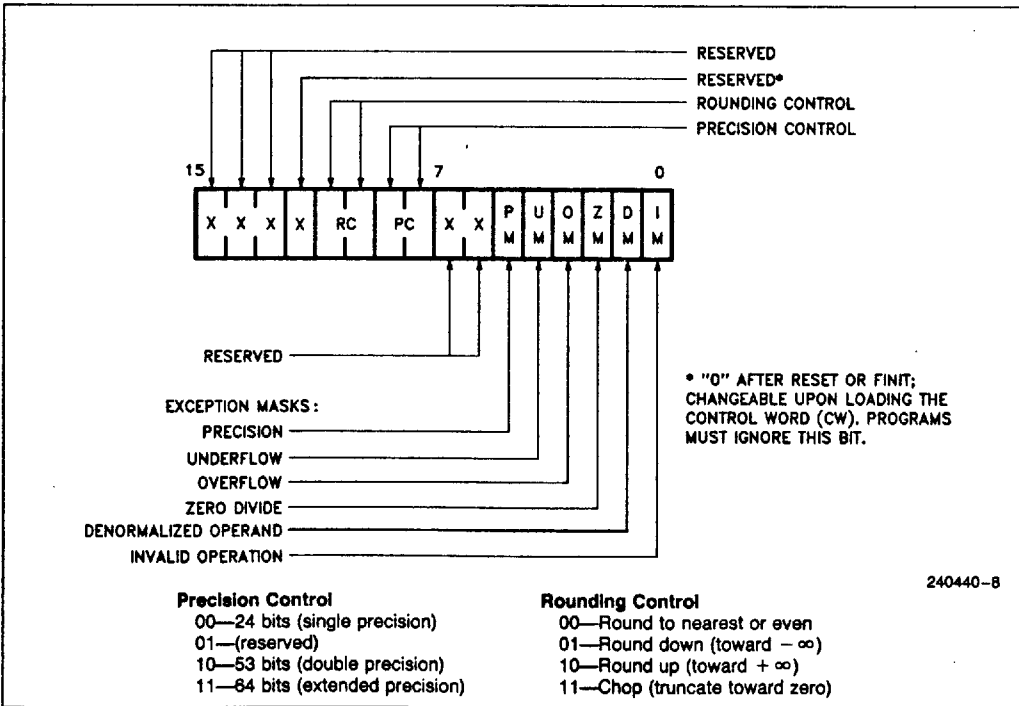 RESERVED
RESERVED*
ROUNDING CONTROL
PRECISION CONTROL
15 7 0
X X X X RC PC X X P M U M O M Z M D M I M
RESERVED
EXCEPTION MASKS:
PRECISION
UNDERFLOW
OVERFLOW
ZERO DIVIDE
DENORMALIZED OPERAND
INVALID OPERATION
* "0" AFTER RESET OR FINIT;
CHANGEABLE UPON LOADING THE
CONTROL WORD (CW). PROGRAMS
MUST IGNORE THIS BIT.
240440-8
Precision Control
00—24 bits (single precision)
01—(reserved)
10—53 bits (double precision)
11—64 bits (extended precision)
Rounding Control
00—Round to nearest or even
01—Round down (toward − ∞)
10—Round up (toward + ∞)
11—Chop (truncate toward zero)